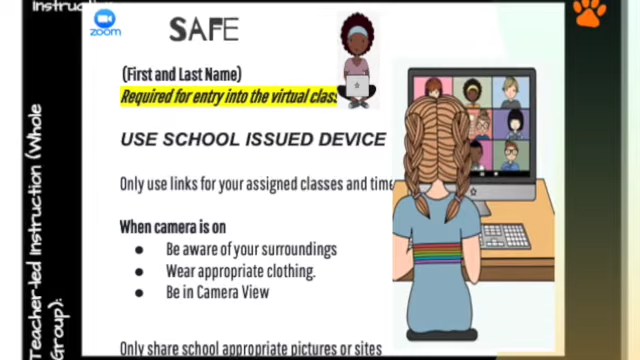 Instruction
zoom
SAFE
(First and Last Name)
Required for entry into the virtual class
USE SCHOOL ISSUED DEVICE
Only use links for your assigned classes and time
When camera is on
● Be aware of your surroundings
● Wear appropriate clothing.
● Be in Camera View
Only share school appropriate pictures or sites
Teacher-led Instruction (Whole
Group):